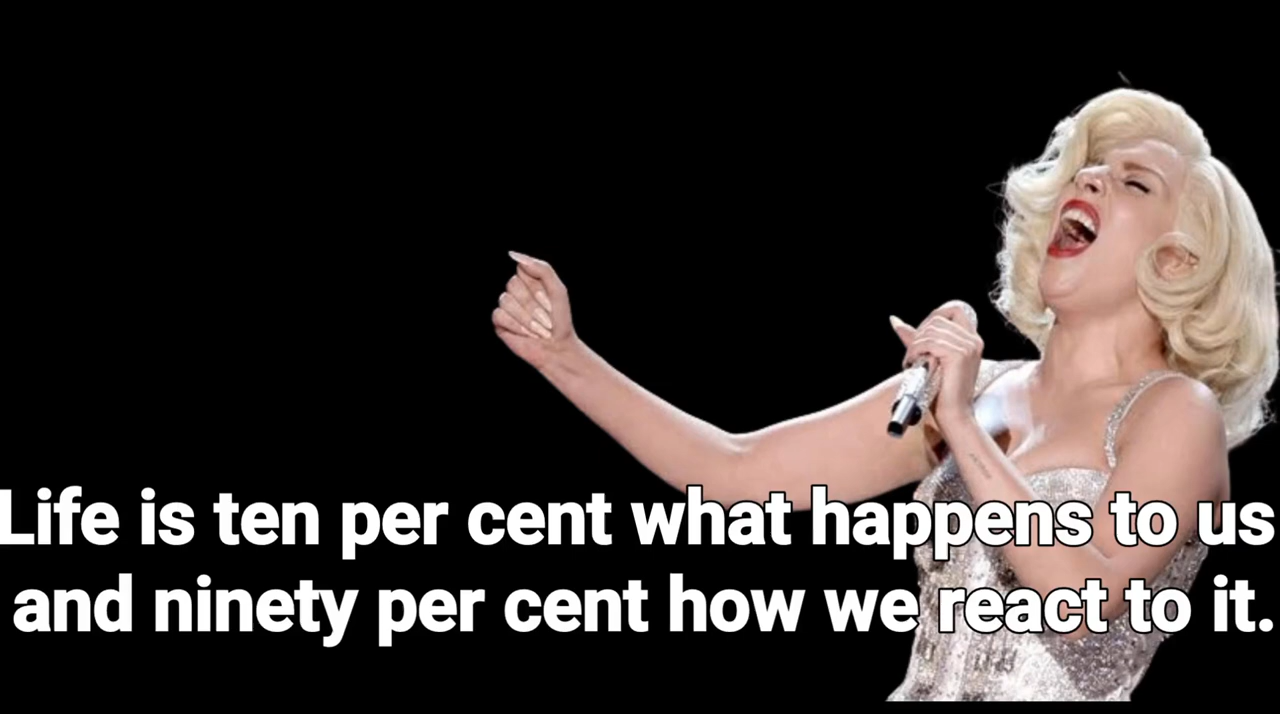 Life is ten per cent what happens to us
and ninety per cent how we react to it.